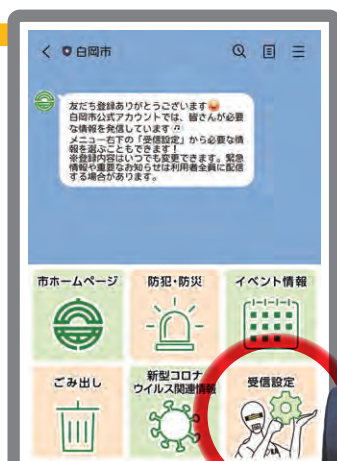 白岡市
友だち登録ありがとうございます
白岡市公式アカウントでは、皆さんが必要
な情報を発信しています
メニュー右下の「受信設定」から必要な情
報を選ぶこともできます！
※登録内容はいつでも変更できます。緊急
情報や重要なお知らせは利用者全員に配信
する場合があります。
市ホームページ
防犯・防災
イベント情報
ごみ出し
新型コロナ
ウイルス関連情報
受信設定